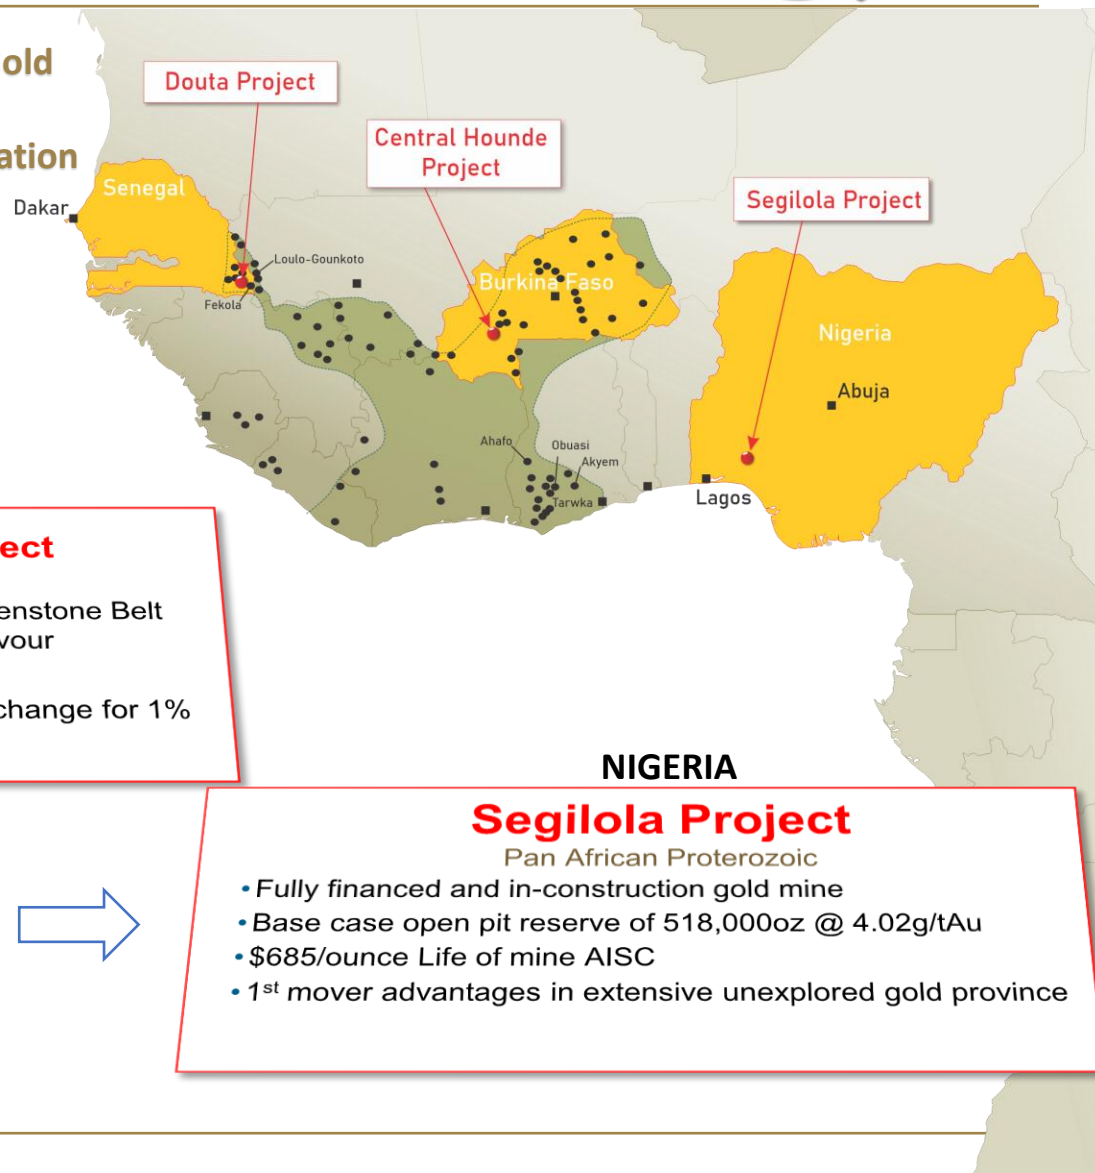 old
Douta Project
Central Hounde
Project
ation
Senegal
Segilola Project
Dakar
Loulo-Gounkoto
Burkina Faso
Fekola
Nigeria
Abuja
Ahafo
Obuasi
Akyem
Tarwka
Lagos
ect
enstone Belt
vour
change for 1%
NIGERIA
Segilola Project
Pan African Proterozoic
•Fully financed and in-construction gold mine
•Base case open pit reserve of 518,000oz @ 4.02g/tAu
•$685/ounce Life of mine AISC
•1st mover advantages in extensive unexplored gold province